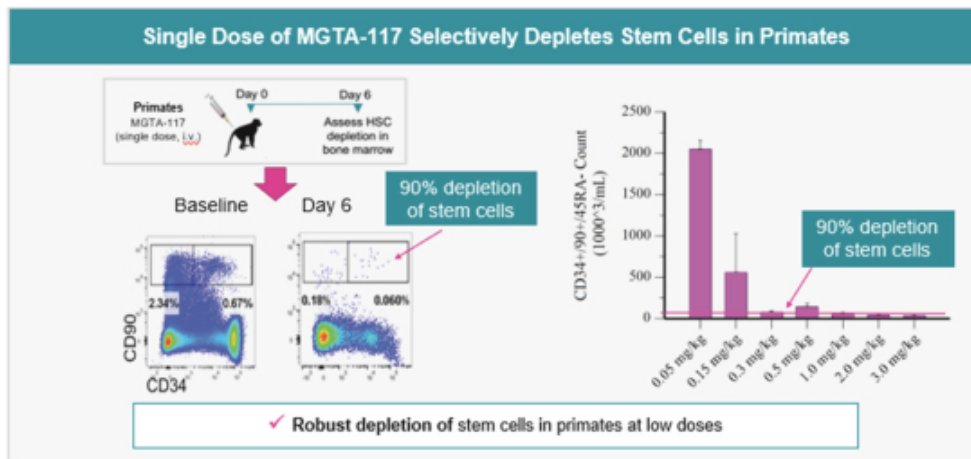 Single Dose of MGTA-117 Selectively Depletes Stem Cells in Primates
Primates
MGTA-117
(single dose, i.v.)
Day 0
Day 6
Assess HSC
depletion in
bone marrow
Baseline
Day 6
90% depletion
of stem cells
2.34%
0.67%
0.18%
0.060%
CD90
CD34
CD34+/90+/45RA- Count
(1000^3/mL)
2500
2000
1500
1000
500
0
90% depletion
of stem cells
0.05 mg/kg
0.15 mg/kg
0.3 mg/kg
0.5 mg/kg
1.0 mg/kg
2.0 mg/kg
3.0 mg/kg
✓ Robust depletion of stem cells in primates at low doses